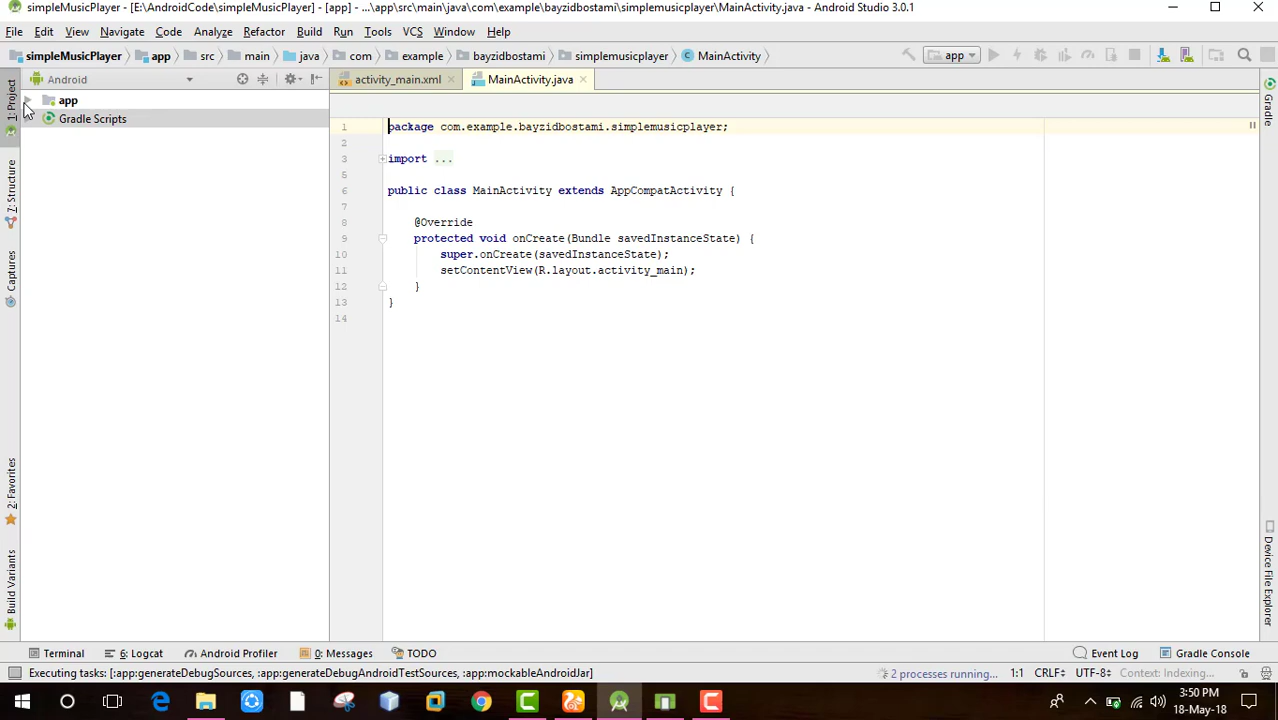 simpleMusicPlayer - [E:\AndroidCode\simpleMusicPlayer] - [app] - ...\app\src\main\java\com\example\bayzidbostami\simplemusicplayer\MainActivity.java - Android Studio 3.0.1
File Edit View Navigate Code Analyze Refactor Build Run Tools VCS Window Help
simpleMusicPlayer app src main java com example bayzidbostami simplemusicplayer MainActivity app
Android activity_main.xml MainActivity.java
1: Project
7: Structure
Captures
2: Favorites
Build Variants
app
Gradle Scripts
1 package com.example.bayzidbostami.simplemusicplayer;
2
3 import ...
5
6 public class MainActivity extends AppCompatActivity {
7
8 @Override
9 protected void onCreate(Bundle savedInstanceState) {
10 super.onCreate(savedInstanceState);
11 setContentView(R.layout.activity_main);
12 }
13 }
14
Gradle
Device File Explorer
Terminal 6: Logcat Android Profiler 0: Messages TODO Event Log Gradle Console
Executing tasks: [:app:generateDebugSources, :app:generateDebugAndroidTestSources, :app:mockableAndroidJar] 2 processes running... 1:1 CRLF÷ UTF-8÷ Context: Indexing...
3:50 PM
18-May-18